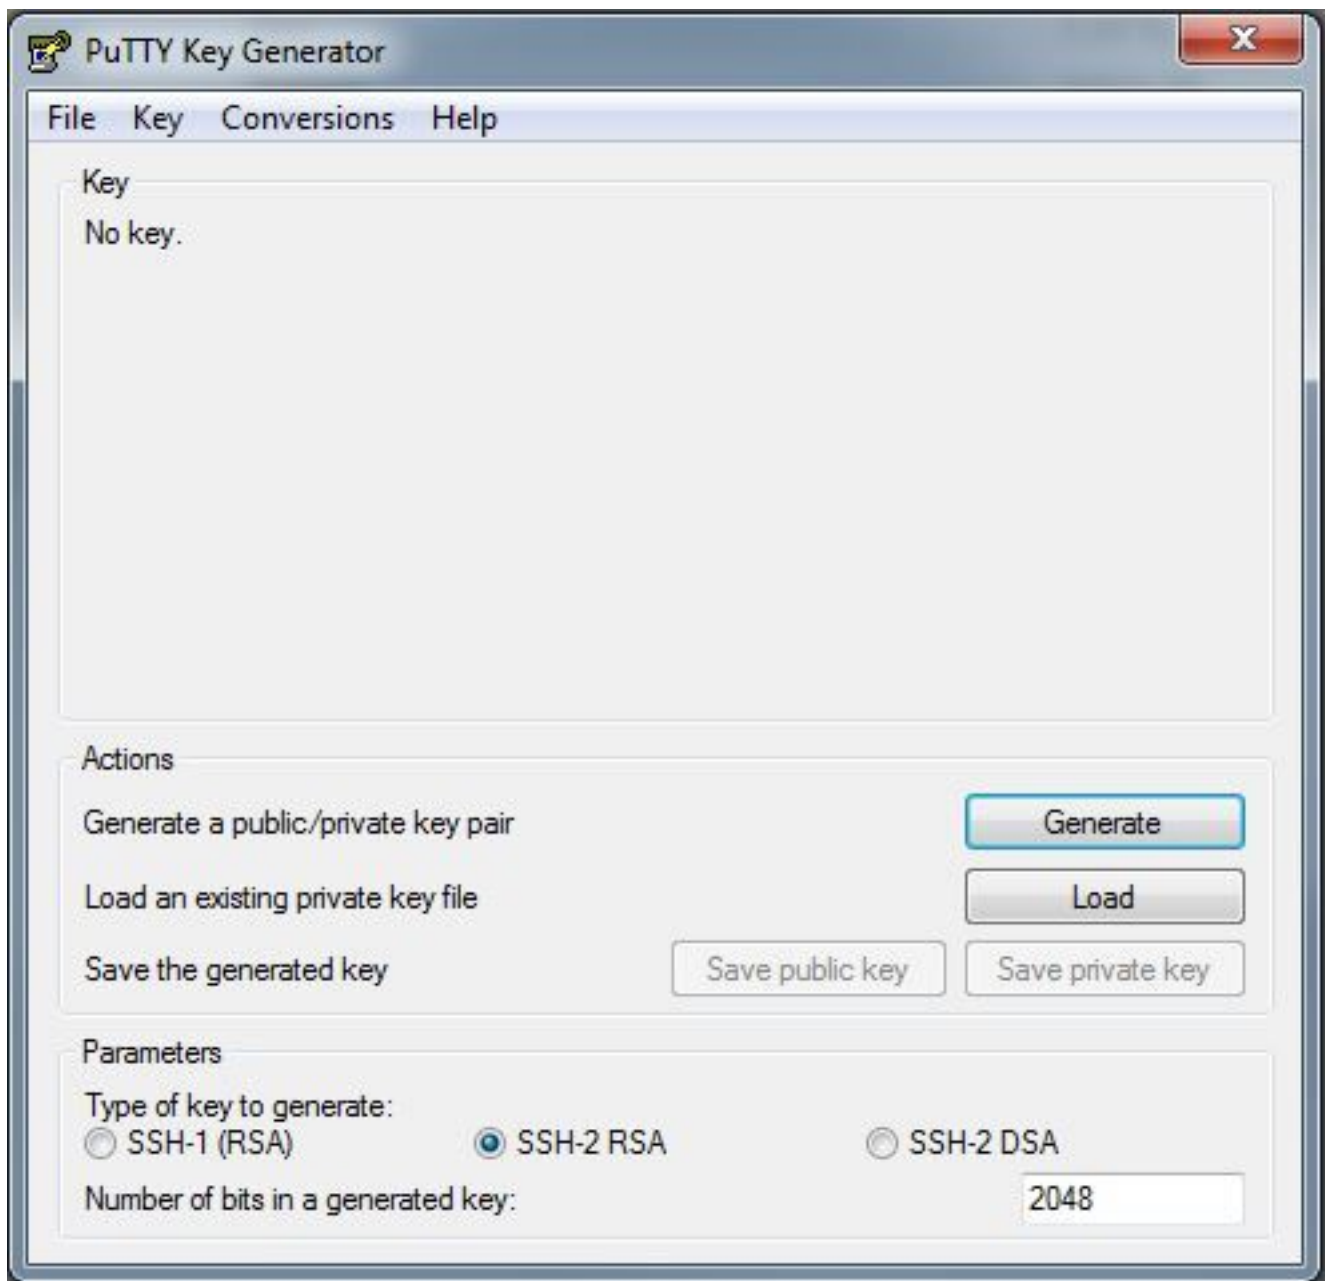 PuTTY Key Generator
File Key Conversions Help
Key
No key.
Actions
Generate a public/private key pair Generate
Load an existing private key file Load
Save the generated key Save public key Save private key
Parameters
Type of key to generate:
SSH-1 (RSA) SSH-2 RSA SSH-2 DSA
Number of bits in a generated key: 2048